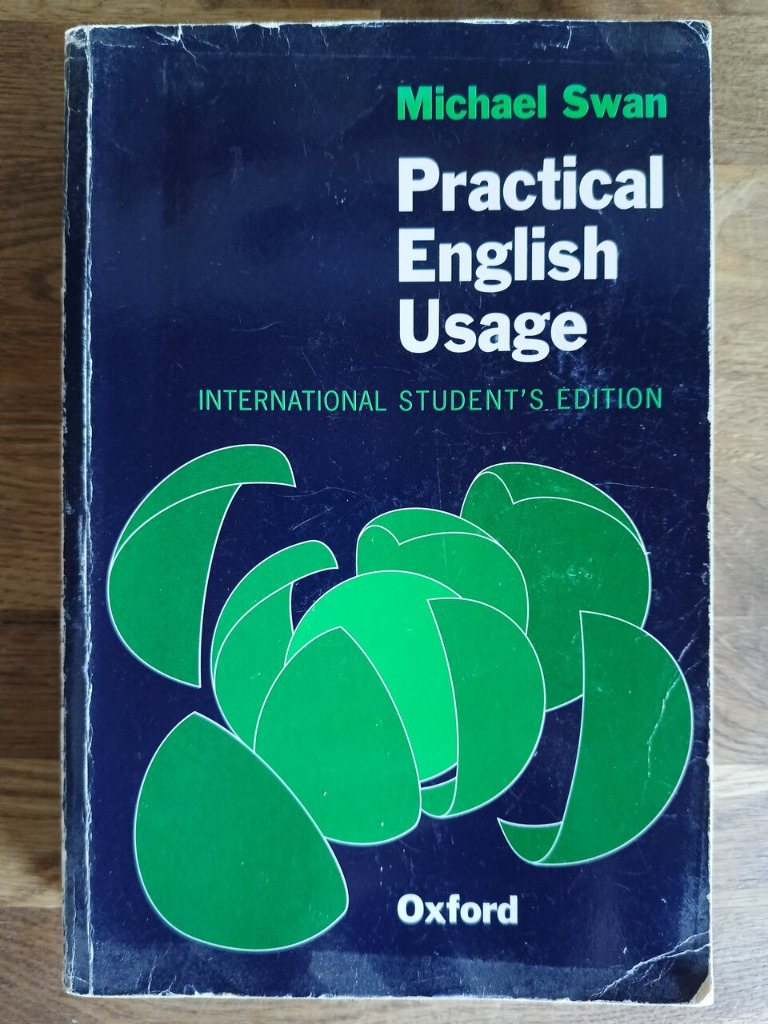 Michael Swan
Practical
English
Usage
INTERNATIONAL STUDENT'S EDITION
Oxford